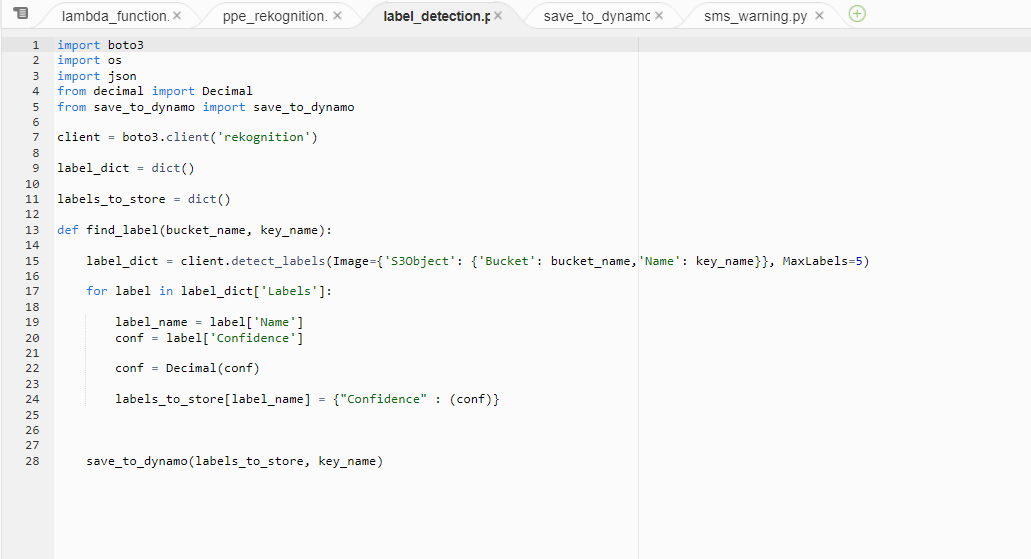 lambda_function. × ppe_rekognition. × label_detection.p × save_to_dynamo × sms_warning.py ×
1 import boto3
2 import os
3 import json
4 from decimal import Decimal
5 from save_to_dynamo import save_to_dynamo
6
7 client = boto3.client('rekognition')
8
9 label_dict = dict()
10
11 labels_to_store = dict()
12
13 def find_label(bucket_name, key_name):
14
15     label_dict = client.detect_labels(Image={'S3Object': {'Bucket': bucket_name,'Name': key_name}}, MaxLabels=5)
16
17     for label in label_dict['Labels']:
18
19         label_name = label['Name']
20         conf = label['Confidence']
21
22         conf = Decimal(conf)
23
24         labels_to_store[label_name] = {"Confidence" : (conf)}
25
26
27
28     save_to_dynamo(labels_to_store, key_name)